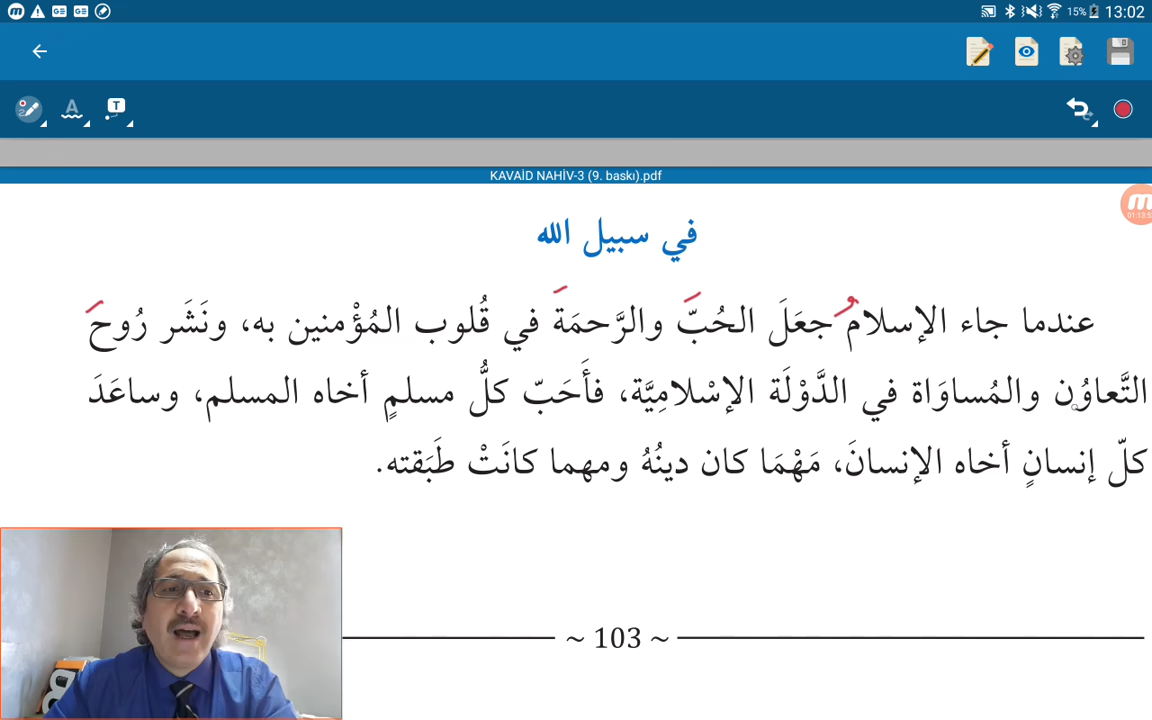 15% 13:02
A T
KAVAİD NAHİV-3 (9. baskı).pdf
في سبيل الله
عندما جاء الإسلامُ جعَلَ الحُبَّ والرَّحمَةَ في قُلوب المُؤْمنين به، ونَشَر رُوحَ
التَّعاوُن والمُساوَاة في الدَّوْلَة الإسْلامِيَّة، فأَحَبّ كلُّ مسلمٍ أخاه المسلم، وساعَدَ
كلّ إنسانٍ أخاه الإنسانَ، مَهْمَا كان دينُهُ ومهما كانَتْ طَبَقته.
~ 103 ~